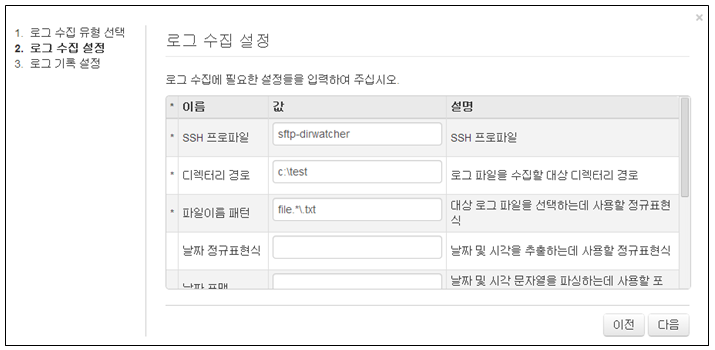 ×
1. 로그 수집 유형 선택
2. 로그 수집 설정
3. 로그 기록 설정
로그 수집 설정
로그 수집에 필요한 설정들을 입력하여 주십시오.
* 이름 값 설명
* SSH 프로파일 sftp-dirwatcher SSH 프로파일
* 디렉터리 경로 c:\test 로그 파일을 수집할 대상 디렉터리 경로
* 파일이름 패턴 file.*\.txt 대상 로그 파일을 선택하는데 사용할 정규표현
식
날짜 정규표현식 날짜 및 시각을 추출하는데 사용할 정규표현식
날짜 포맷 날짜 및 시각 문자열을 파싱하는데 사용할 포
이전 다음